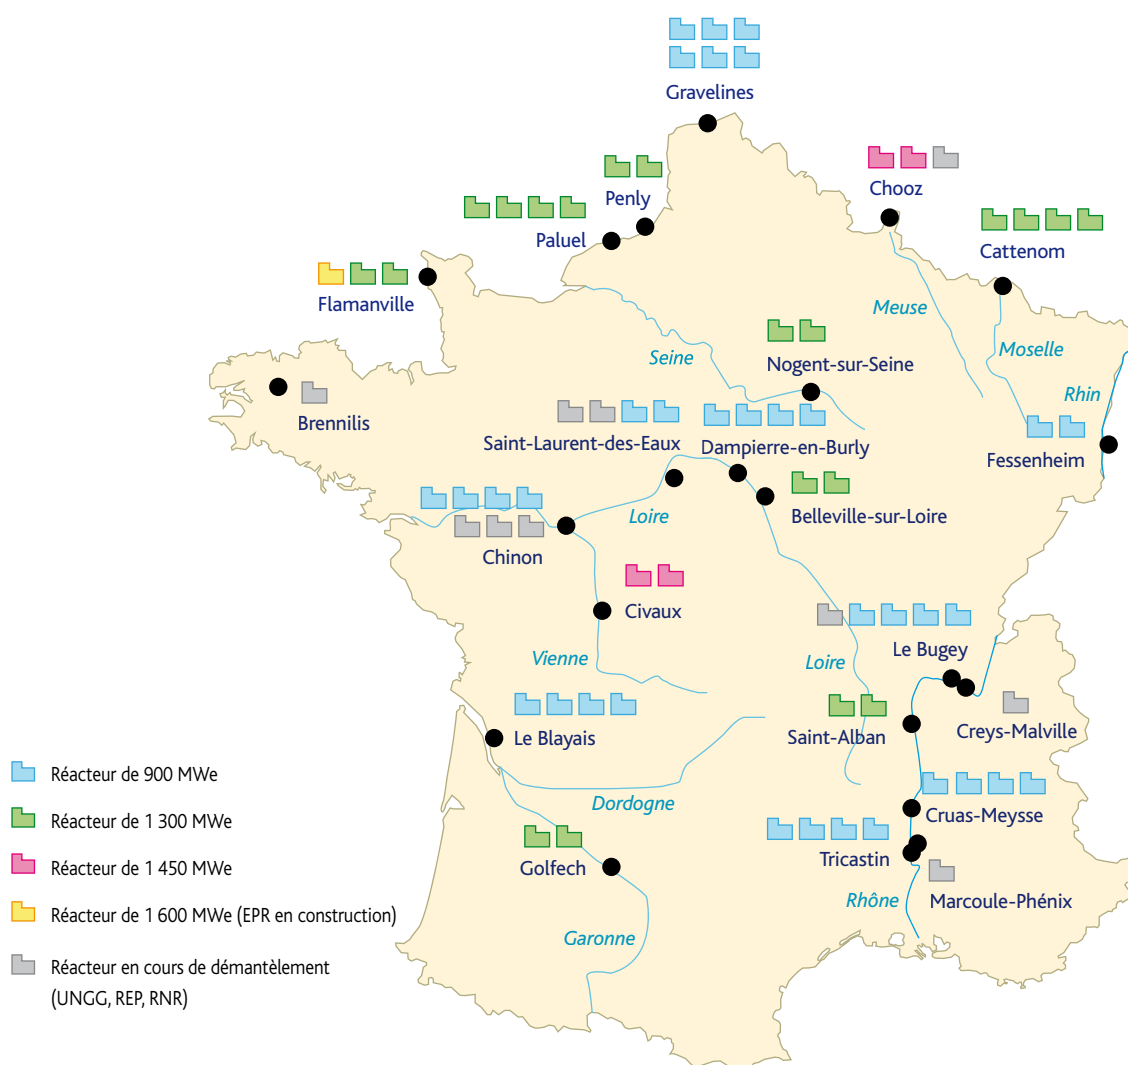 Gravelines
Chooz
Penly
Cattenom
Paluel
Flamanville
Meuse
Moselle
Seine
Nogent-sur-Seine
Rhin
Brennilis
Saint-Laurent-des-Eaux
Dampierre-en-Burly
Fessenheim
Loire
Belleville-sur-Loire
Chinon
Civaux
Le Bugey
Vienne
Loire
Saint-Alban
Creys-Malville
Le Blayais
Dordogne
Cruas-Meysse
Golfech
Tricastin
Rhône
Marcoule-Phénix
Garonne
Réacteur de 900 MWe
Réacteur de 1 300 MWe
Réacteur de 1 450 MWe
Réacteur de 1 600 MWe (EPR en construction)
Réacteur en cours de démantèlement
(UNGG, REP, RNR)